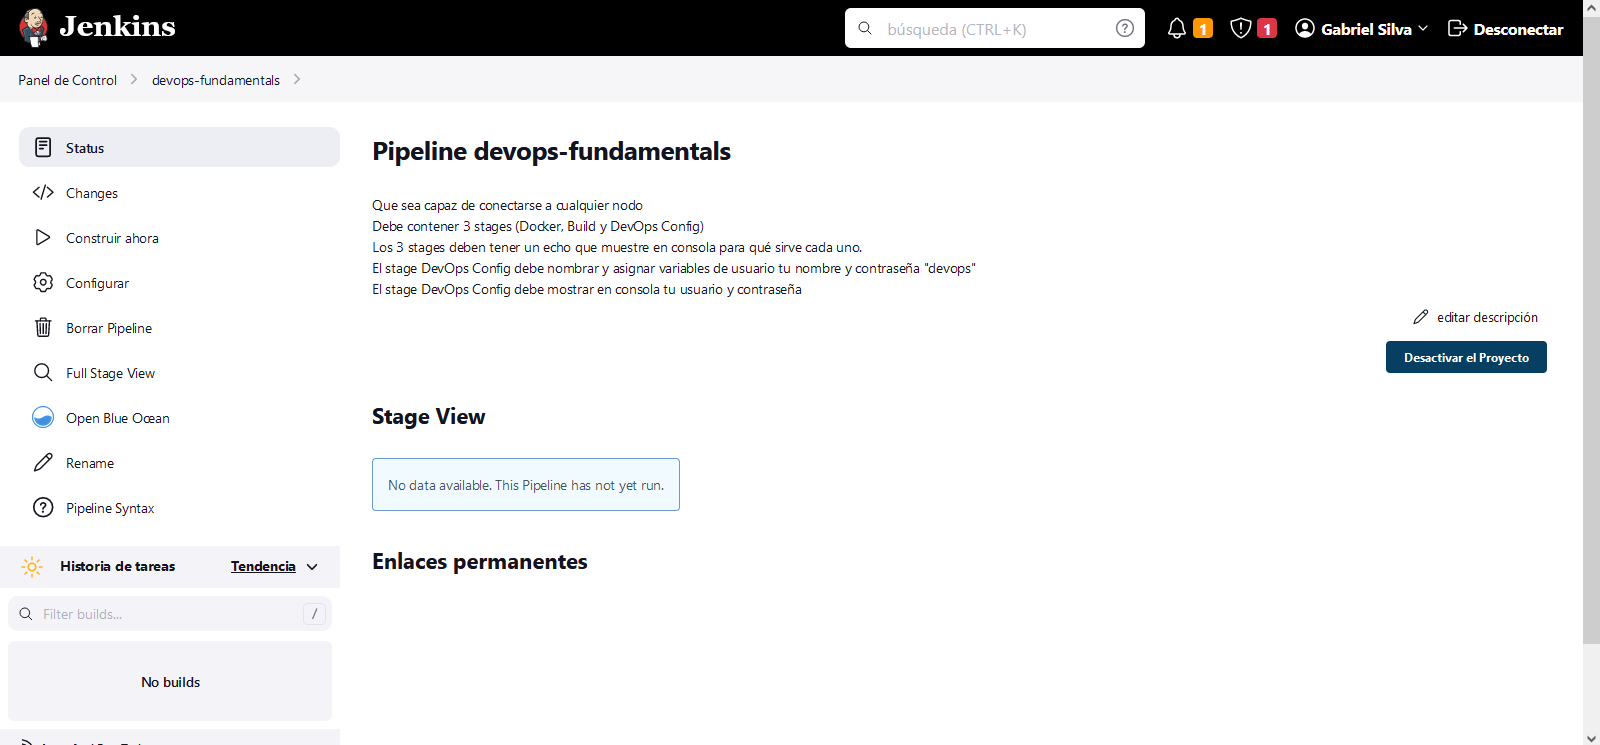 Jenkins
búsqueda (CTRL+K)
1
1
Gabriel Silva
Desconectar
Panel de Control
devops-fundamentals
Status
Changes
Construir ahora
Configurar
Borrar Pipeline
Full Stage View
Open Blue Ocean
Rename
Pipeline Syntax
Historia de tareas
Tendencia
Filter builds...
/
No builds
Pipeline devops-fundamentals
Que sea capaz de conectarse a cualquier nodo
Debe contener 3 stages (Docker, Build y DevOps Config)
Los 3 stages deben tener un echo que muestre en consola para qué sirve cada uno.
El stage DevOps Config debe nombrar y asignar variables de usuario tu nombre y contraseña "devops"
El stage DevOps Config debe mostrar en consola tu usuario y contraseña
editar descripción
Desactivar el Proyecto
Stage View
No data available. This Pipeline has not yet run.
Enlaces permanentes